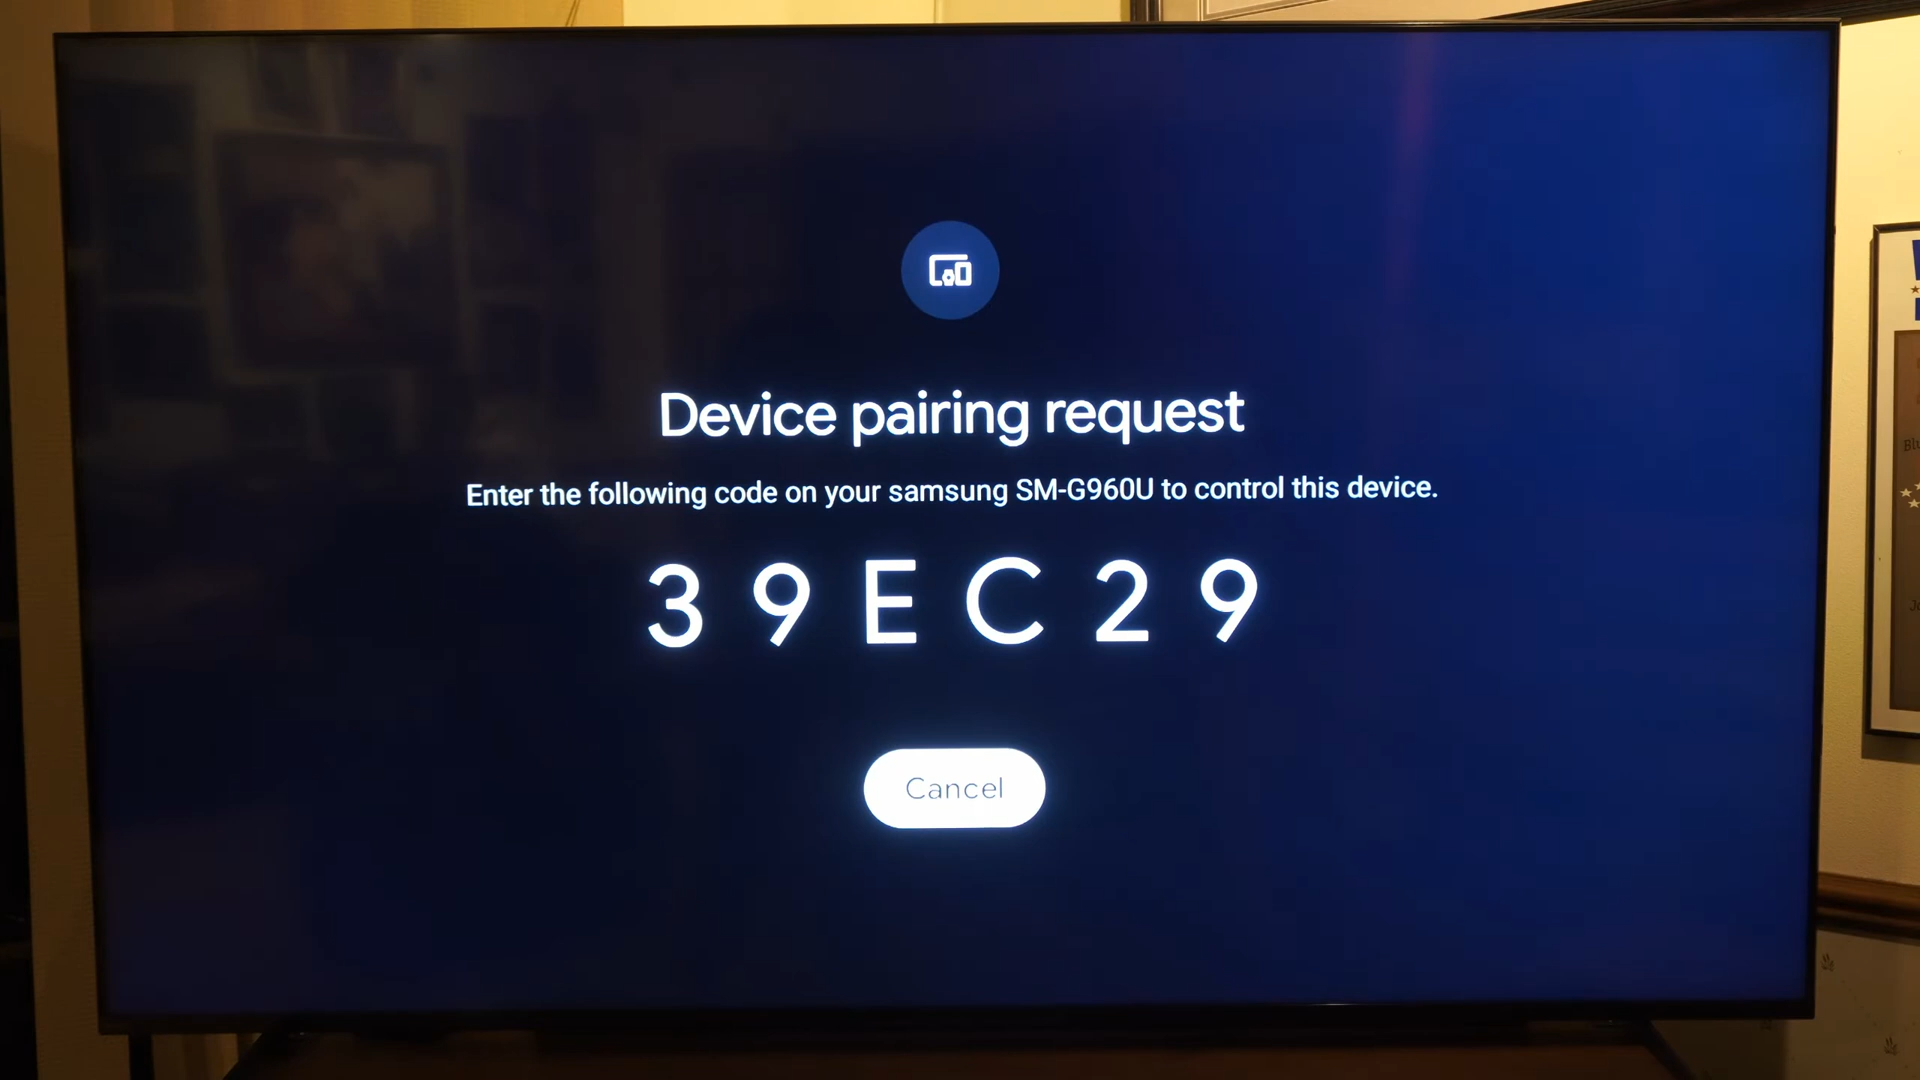 Device pairing request
Enter the following code on your samsung SM-G960U to control this device.
3 9 E C 2 9
Cancel